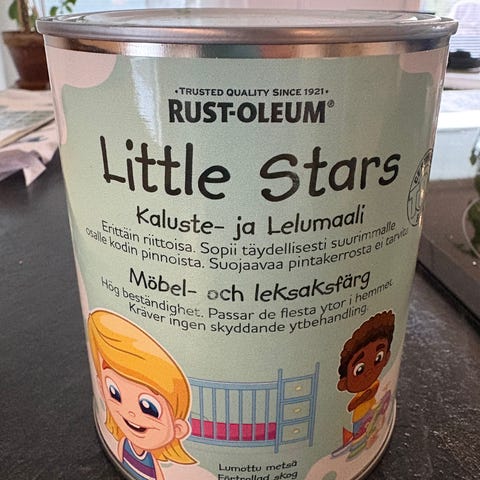 •TRUSTED QUALITY SINCE 1921•
RUST-OLEUM®
Little Stars
Kaluste- ja Lelumaali
Erittäin riittoisa. Sopii täydellisesti suurimmalle
osalle kodin pinnoista. Suojaavaa pintakerrosta ei tarvita.
Möbel- och leksaksfärg
Hög beständighet. Passar de flesta ytor i hemmet.
Kräver ingen skyddande ytbehandling.
Lumottu metsä
Förtrollad skog